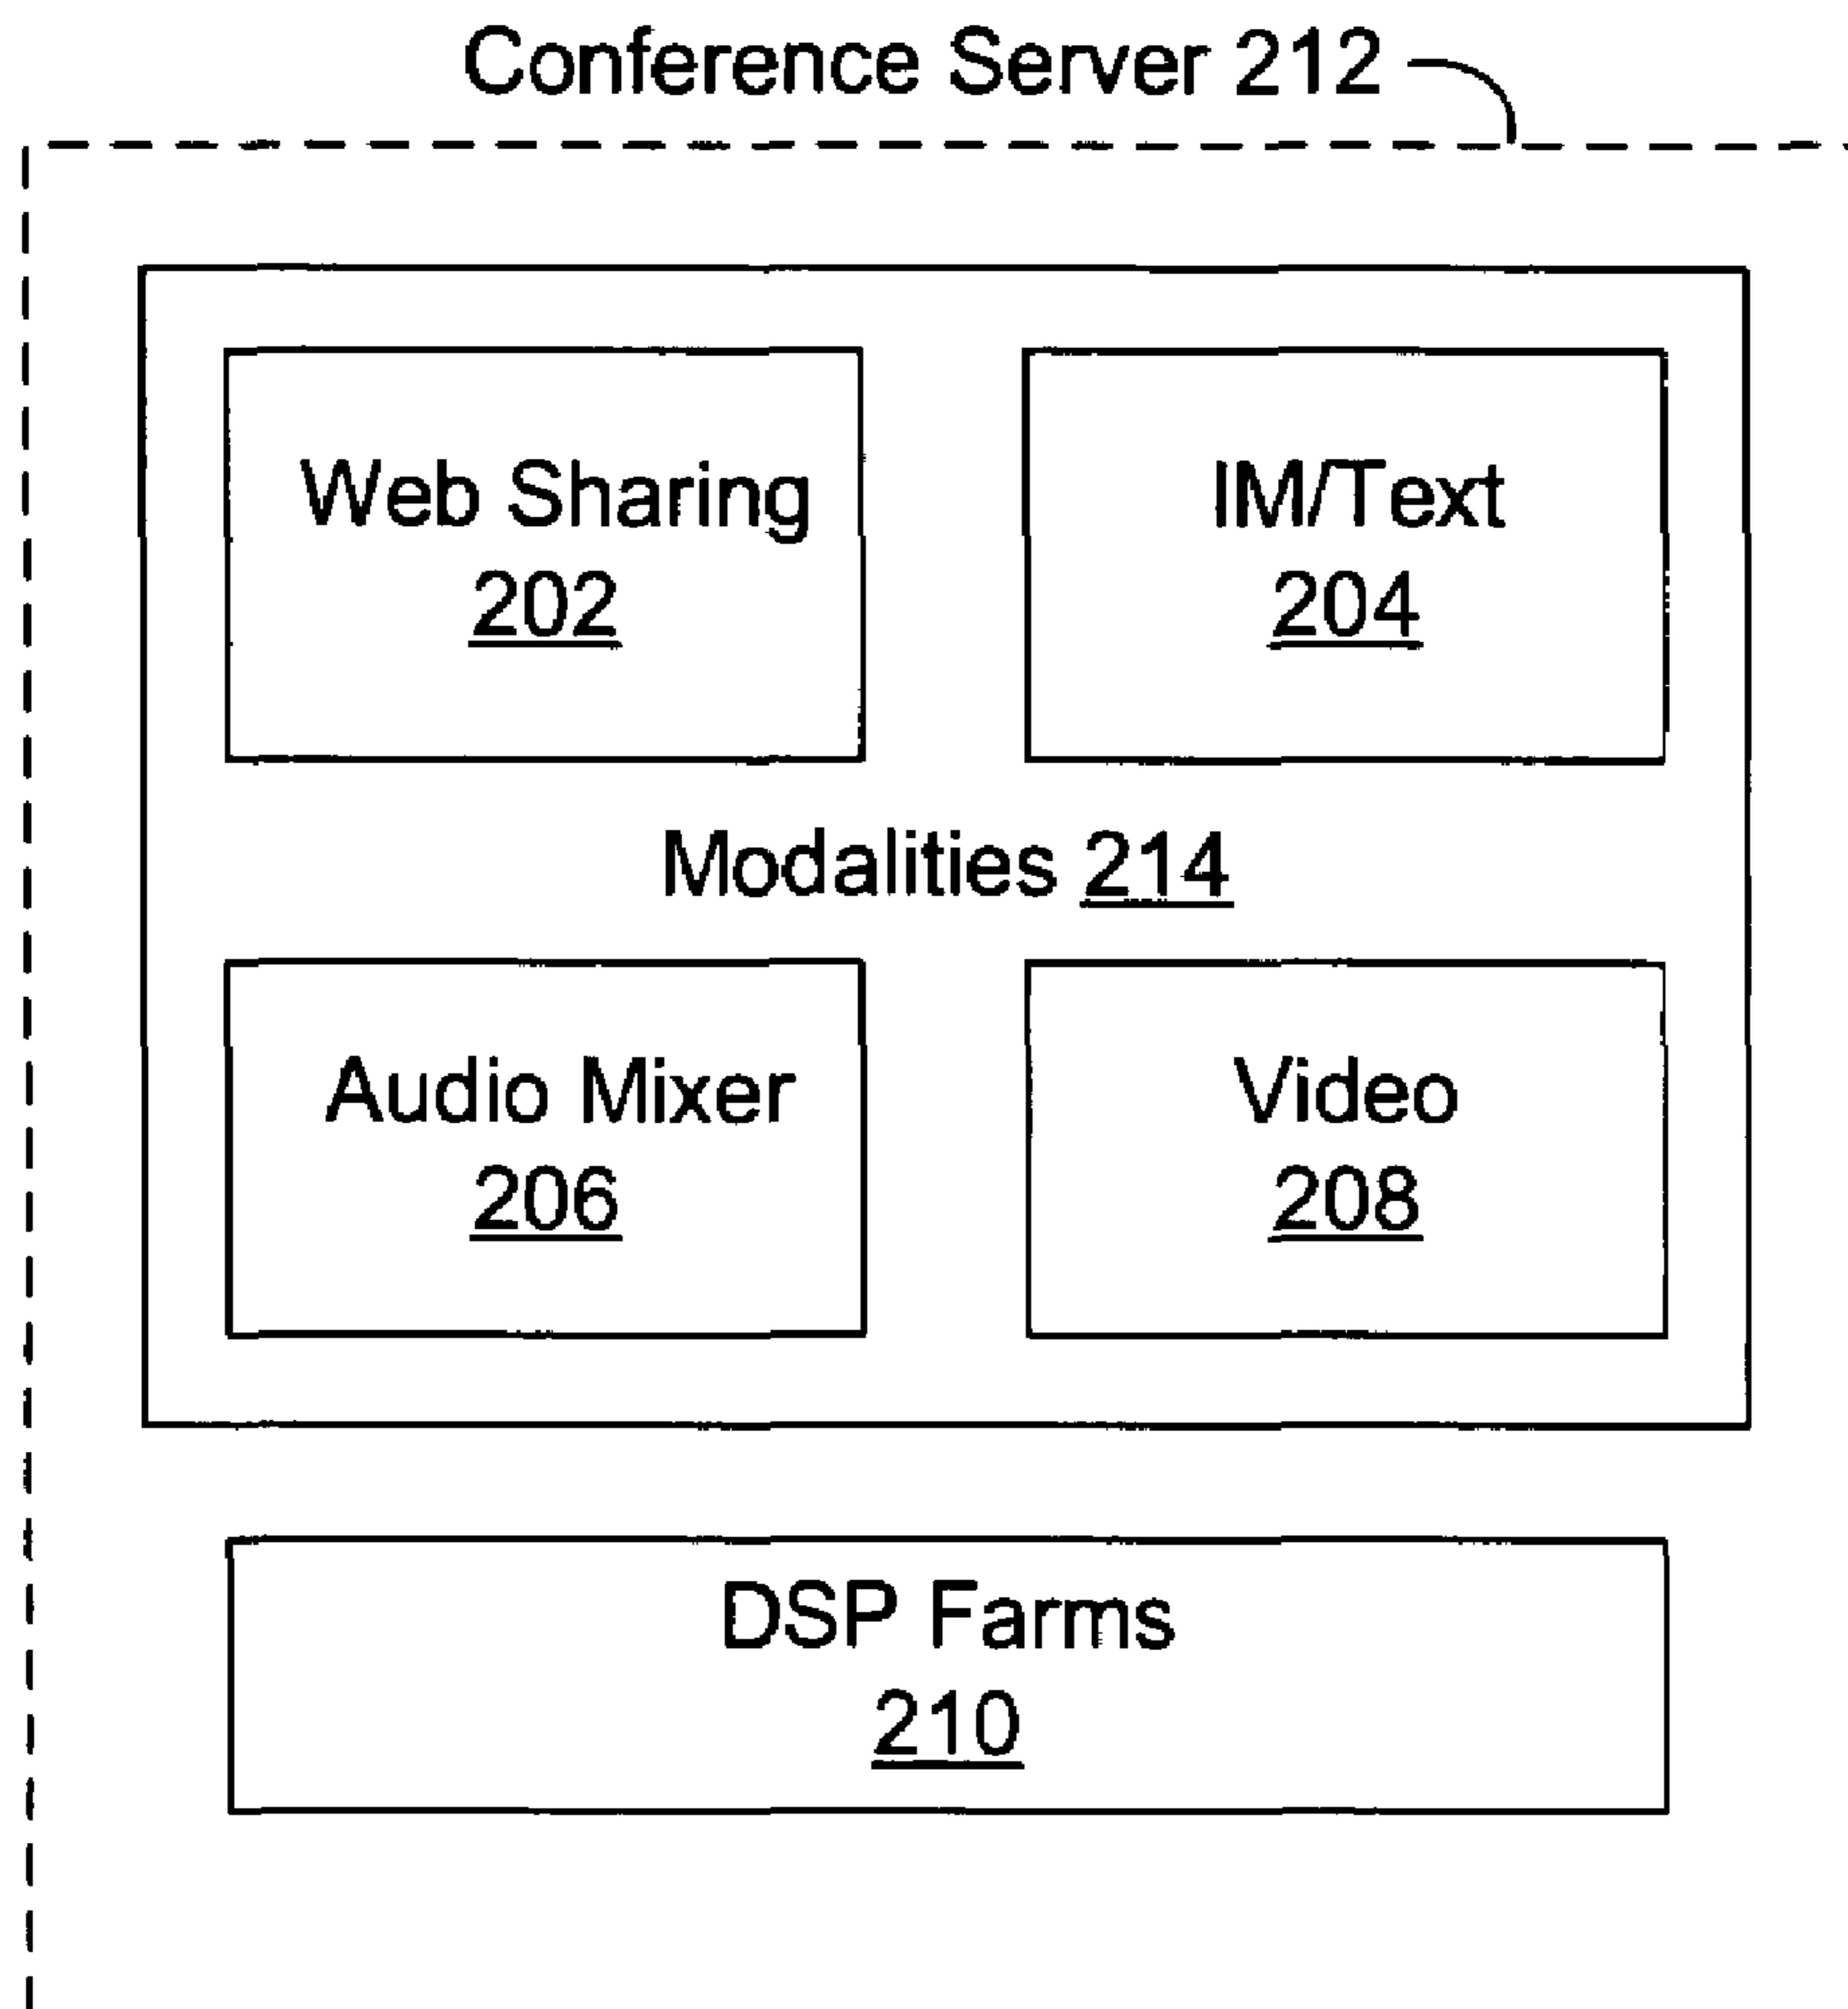 Conference Server 212
Web Sharing
202
IM/Text
204
Modalities 214
Audio Mixer
206
Video
208
DSP Farms
210